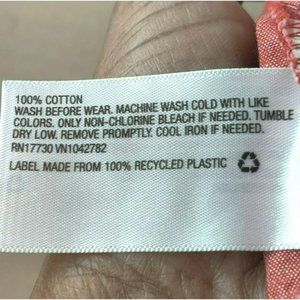 100% COTTON
WASH BEFORE WEAR. MACHINE WASH COLD WITH LIKE
COLORS. ONLY NON-CHLORINE BLEACH IF NEEDED. TUMBLE
DRY LOW. REMOVE PROMPTLY. COOL IRON IF NEEDED.
RN17730 VN1042782
LABEL MADE FROM 100% RECYCLED PLASTIC